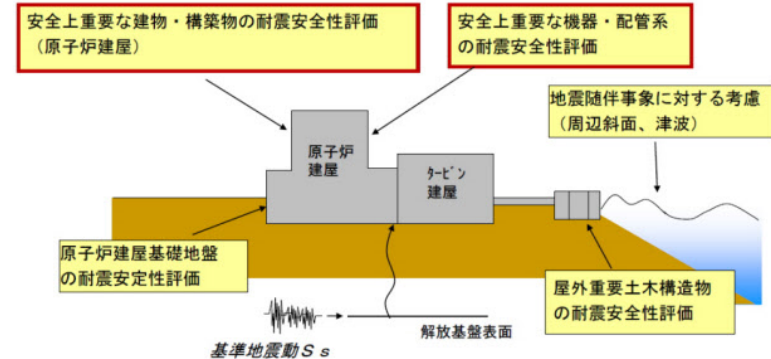 安全上重要な建物・構築物の耐震安全性評価
（原子炉建屋）
安全上重要な機器・配管系
の耐震安全性評価
地震随伴事象に対する考慮
（周辺斜面、津波）
原子炉
建屋
ﾀｰﾋﾞﾝ
建屋
原子炉建屋基礎地盤
の耐震安定性評価
屋外重要土木構造物
の耐震安全性評価
解放基盤表面
基準地震動Ｓｓ